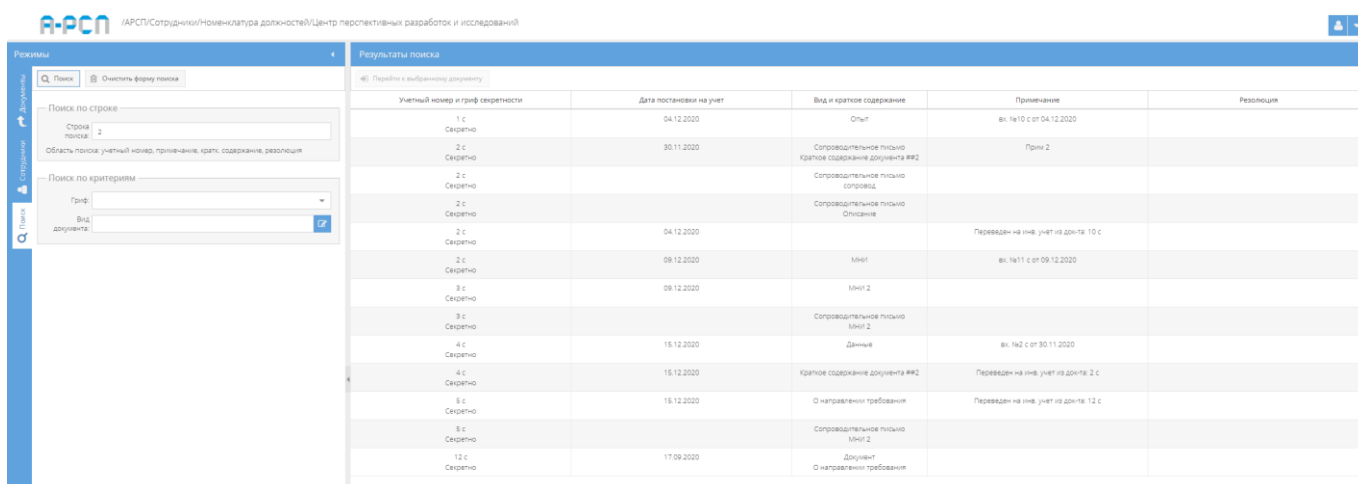 А-РСП
/АРСП/Сотрудники/Номенклатура должностей/Центр перспективных разработок и исследований
Режимы
Результаты поиска
Поиск
Очистить форму поиска
Перейти к выбранному документу
Документы
Сотрудники
Поиск
Поиск по строке
Строка поиска:
2
Область поиска: учетный номер, примечание, кратк. содержание, резолюция
Поиск по критериям
Гриф:
Вид документа:
Учетный номер и гриф секретности Дата постановки на учет Вид и краткое содержание Примечание Резолюция
1 с 04.12.2020 Опыт вх. №10 с от 04.12.2020
Секретно
2 с 30.11.2020 Сопроводительное письмо Прим 2
Секретно Краткое содержание документа ##2
2 с Сопроводительное письмо
Секретно сопровод.
2 с Сопроводительное письмо
Секретно Описание
2 с 04.12.2020 Переведен на инв. учет из док-та: 10 с
Секретно
2 с 09.12.2020 МНИ вх. №11 с от 09.12.2020
Секретно
3 с 09.12.2020 МНИ 2
Секретно
3 с Сопроводительное письмо
Секретно МНИ 2
4 с 15.12.2020 Данные вх. №2 с от 30.11.2020
Секретно
4 с 15.12.2020 Краткое содержание документа ##2 Переведен на инв. учет из док-та: 2 с
Секретно
5 с 15.12.2020 О направлении требования Переведен на инв. учет из док-та: 12 с
Секретно
5 с Сопроводительное письмо
Секретно МНИ 2
12 с 17.09.2020 Документ
Секретно О направлении требования